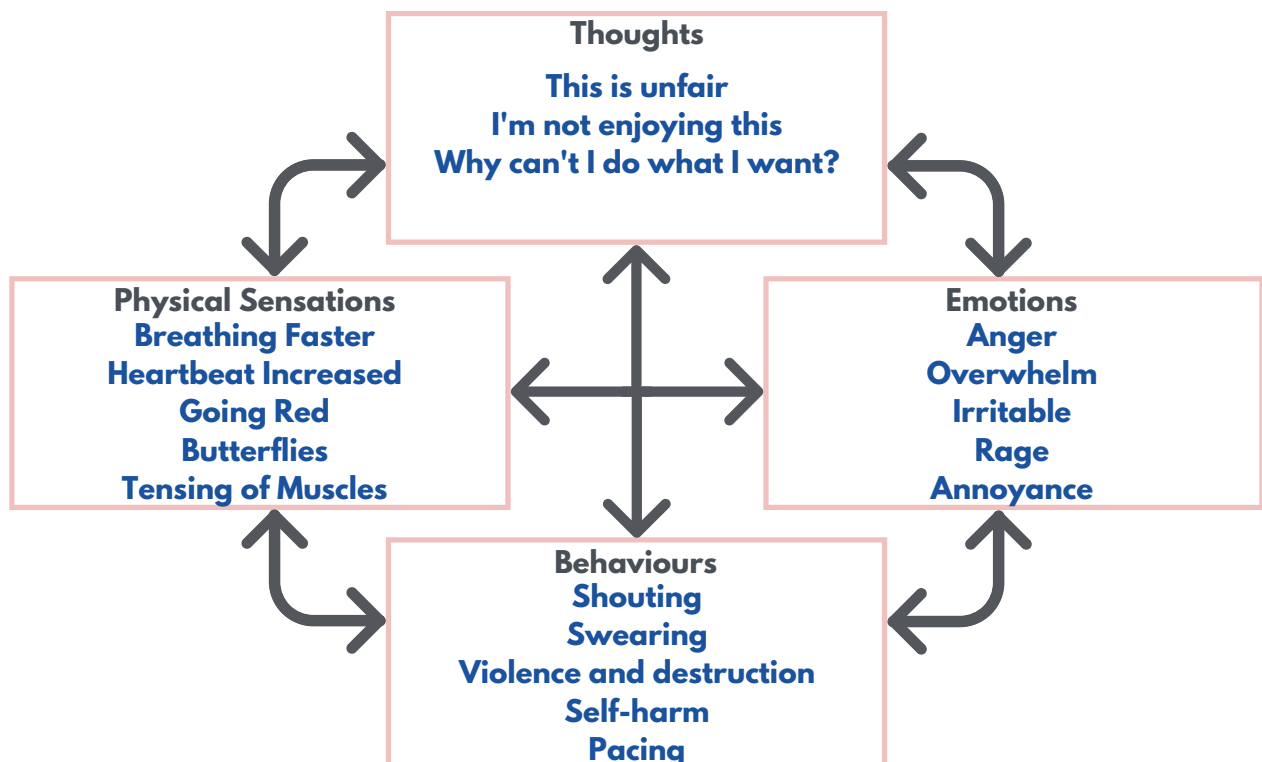 Thoughts
This is unfair
I'm not enjoying this
Why can't I do what I want?
Physical Sensations
Breathing Faster
Heartbeat Increased
Going Red
Butterflies
Tensing of Muscles
Emotions
Anger
Overwhelm
Irritable
Rage
Annoyance
Behaviours
Shouting
Swearing
Violence and destruction
Self-harm
Pacing